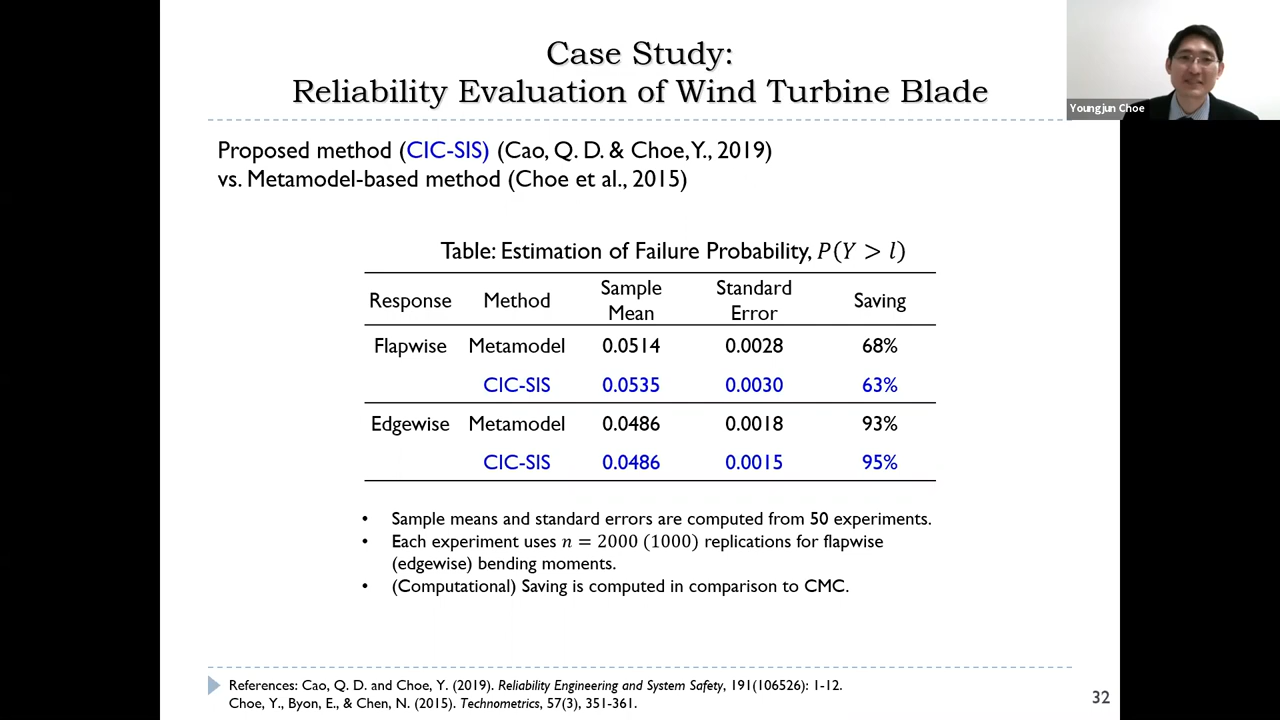 Case Study:
Reliability Evaluation of Wind Turbine Blade
Youngjun Choe
Proposed method (CIC-SIS) (Cao, Q. D. & Choe, Y., 2019)
vs. Metamodel-based method (Choe et al., 2015)
Table: Estimation of Failure Probability, P(Y > l)
Response Method Sample Mean Standard Error Saving
Flapwise Metamodel 0.0514 0.0028 68%
CIC-SIS 0.0535 0.0030 63%
Edgewise Metamodel 0.0486 0.0018 93%
CIC-SIS 0.0486 0.0015 95%
• Sample means and standard errors are computed from 50 experiments.
• Each experiment uses n = 2000 (1000) replications for flapwise
(edgewise) bending moments.
• (Computational) Saving is computed in comparison to CMC.
References: Cao, Q. D. and Choe, Y. (2019). Reliability Engineering and System Safety, 191(106526): 1-12.
Choe, Y., Byon, E., & Chen, N. (2015). Technometrics, 57(3), 351-361.
32